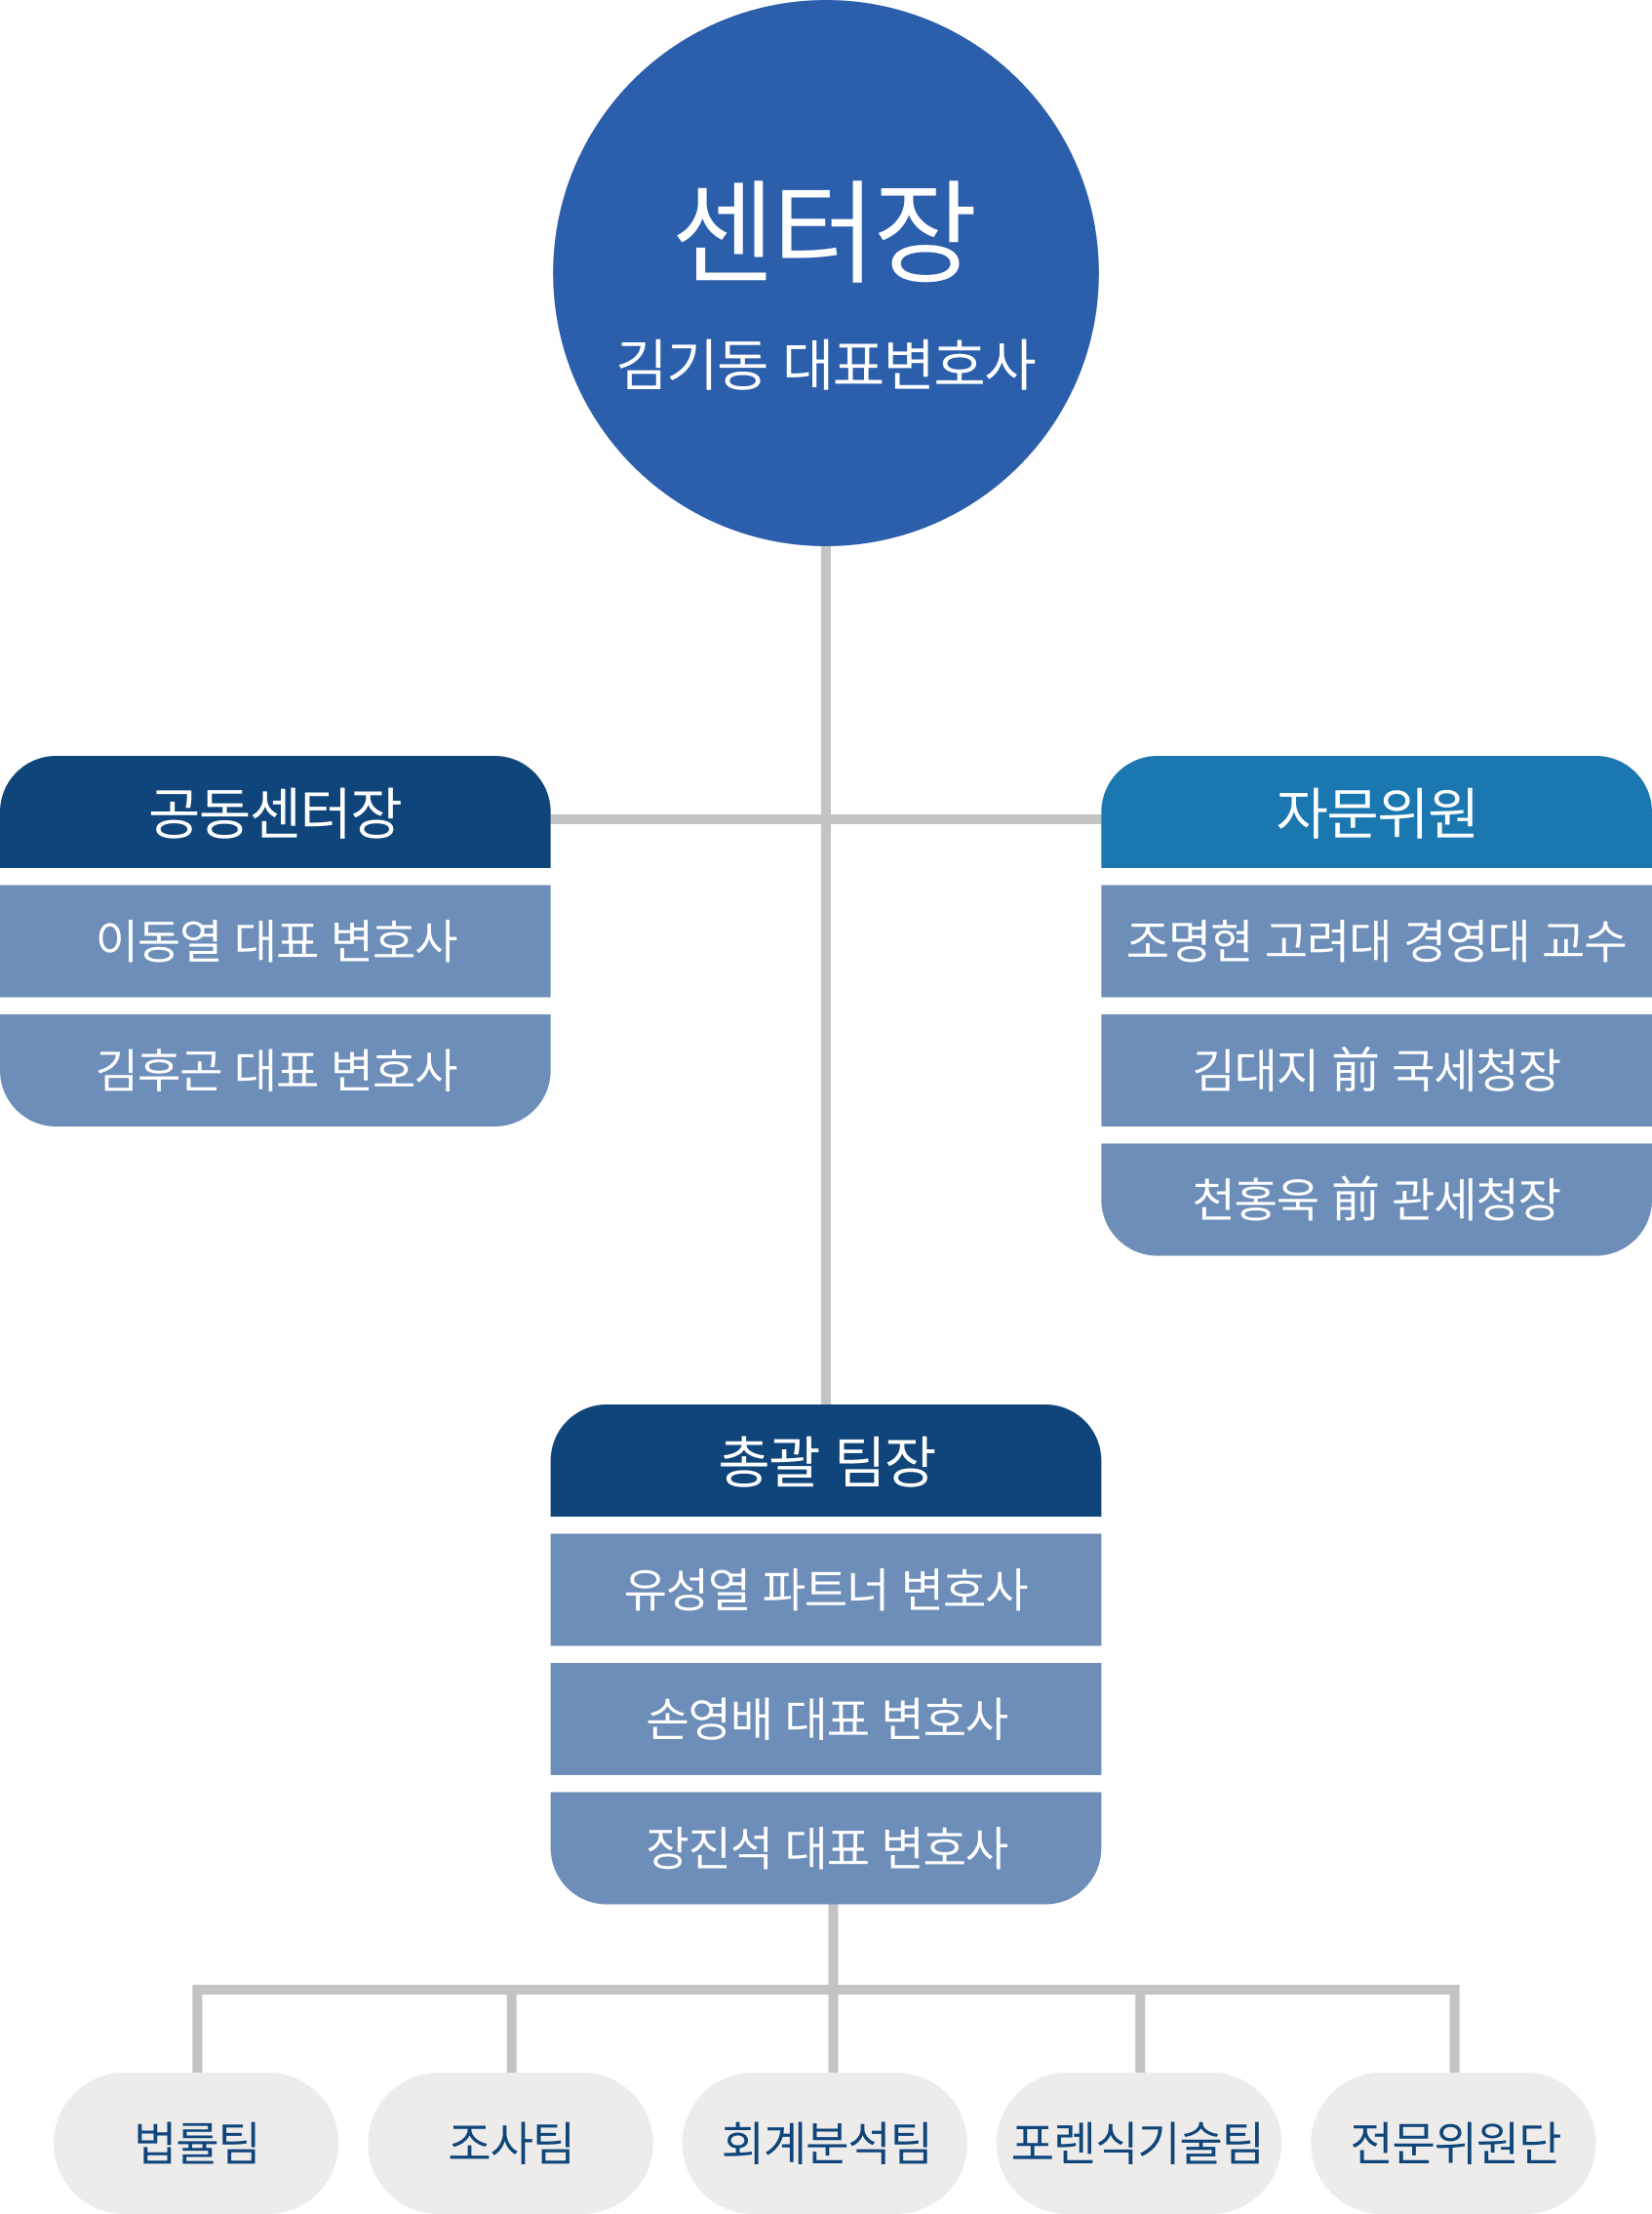 센터장
김기동 대표변호사
공동센터장
이동열 대표 변호사
김후곤 대표 변호사
자문위원
조명현 고려대 경영대 교수
김대지 前 국세청장
천홍욱 前 관세청장
총괄 팀장
유성열 파트너 변호사
손영배 대표 변호사
장진석 대표 변호사
법률팀
조사팀
회계분석팀
포렌식기술팀
전문위원단